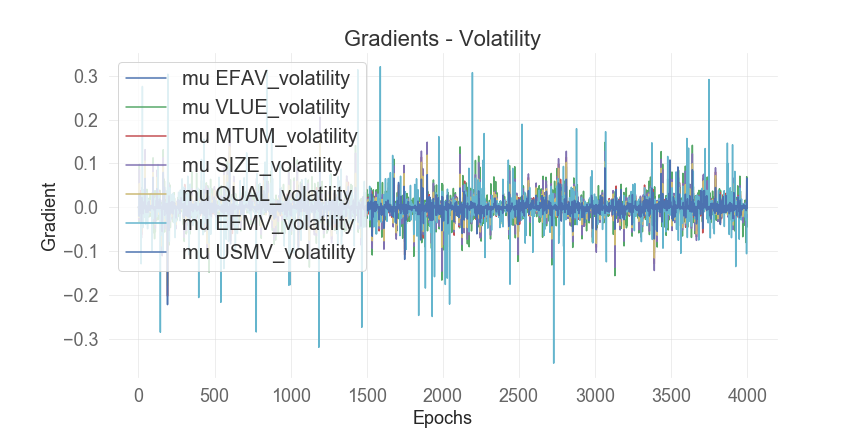 Gradients - Volatility
0.3
0.2
0.1
0.0
−0.1
−0.2
−0.3
Gradient
mu EFAV_volatility
mu VLUE_volatility
mu MTUM_volatility
mu SIZE_volatility
mu QUAL_volatility
mu EEMV_volatility
mu USMV_volatility
0 500 1000 1500 2000 2500 3000 3500 4000
Epochs